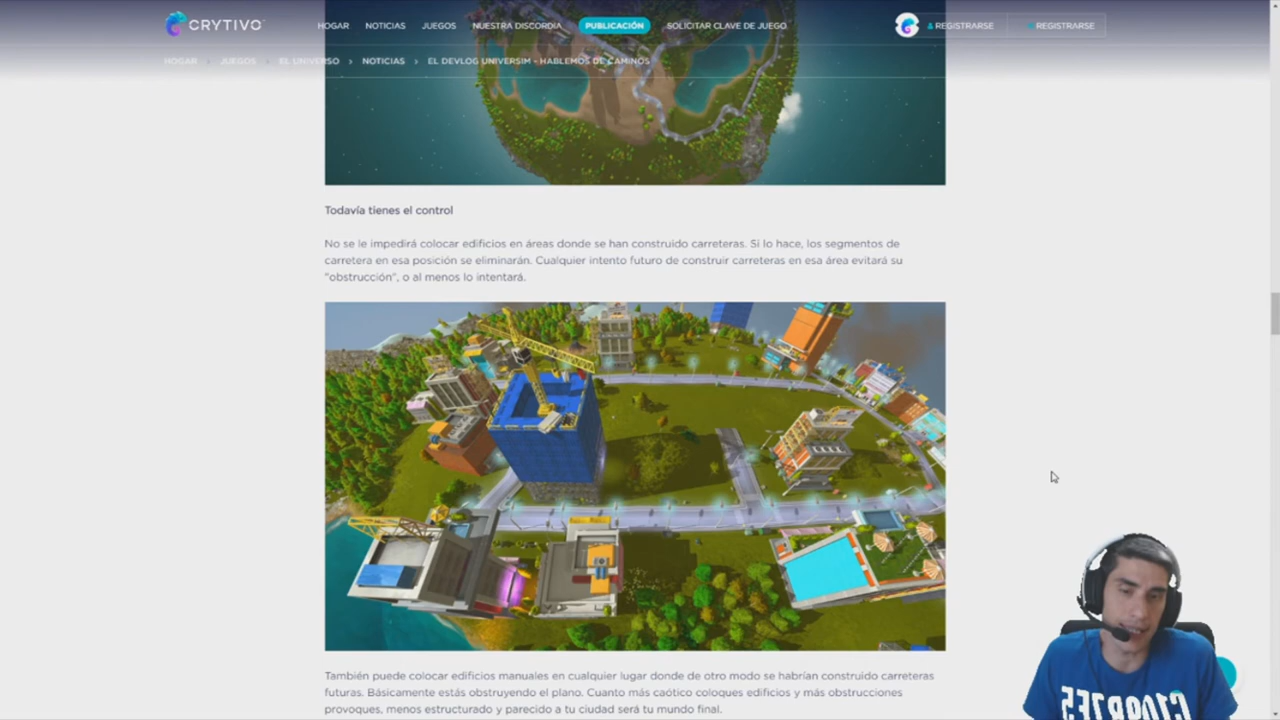 CRYTIVO
HOGAR NOTICIAS JUEGOS NUESTRA DISCORDIA PUBLICACIÓN SOLICITAR CLAVE DE JUEGO REGISTRARSE REGISTRARSE
HOGAR > JUEGOS > EL UNIVERSO > NOTICIAS > EL DEVLOG UNIVERSIM - HABLEMOS DE CAMINOS
Todavía tienes el control
No se le impedirá colocar edificios en áreas donde se han construido carreteras. Si lo hace, los segmentos de
carretera en esa posición se eliminarán. Cualquier intento futuro de construir carreteras en esa área evitará su
"obstrucción", o al menos lo intentará.
También puede colocar edificios manuales en cualquier lugar donde de otro modo se habrían construido carreteras
futuras. Básicamente estás obstruyendo el plano. Cuanto más caótico coloques edificios y más obstrucciones
provoques, menos estructurado y parecido a tu ciudad será tu mundo final.